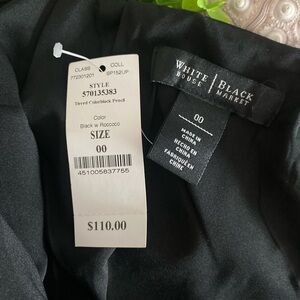 CLASS COLL
772301201 SP152UP
STYLE
570135383
Tiered Colorblock Pencil
Color
Black w Roccoco
SIZE
00
451005837755
$110.00
WHITE BLACK
HOUSE MARKET
00
MADE IN
CHINA
HECHO EN
CHINA
FABRIQUÉ EN
CHINE